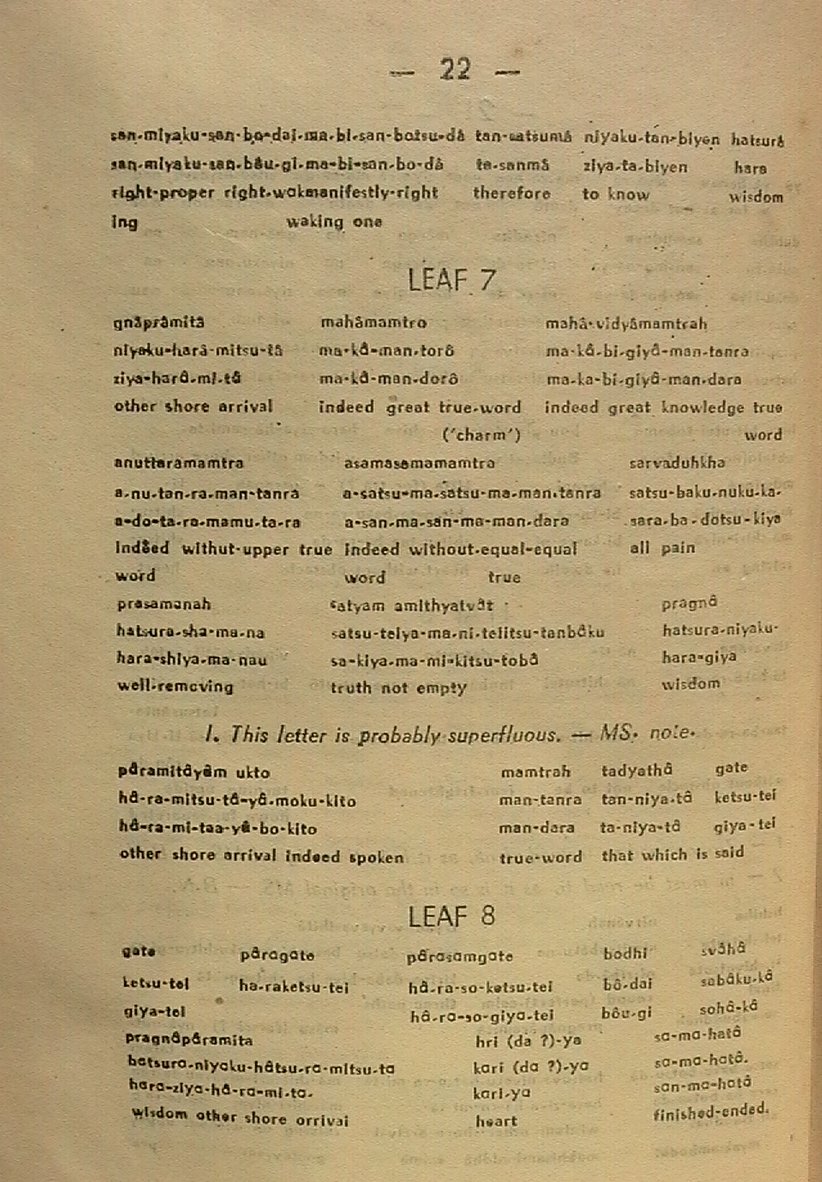 — 22 —
san-miyaku-san-bo-dai-ma-bi-san-botsu-dâ tan-satsumâ niyaku-tan-biyen hatsurâ
san-miyaku-san-bâu-gi-ma-bi-san-bo-dâ ta-sanmâ ziya-ta-biyen hara
right-proper right-wakmanifestly-right therefore to know wisdom
ing waking one
LEAF 7
gnâprâmitâ mahâmamtro mahâ-vidyâmamtrah
niyaku-harâ-mitsu-tâ ma-kâ-man-torô ma-kâ-bi-giyâ-man-tanra
ziya-harâ-mi-tâ ma-kâ-man-dorô ma-ka-bi-giyâ-man-dara
other shore arrival indeed great true-word indeed great knowledge true
('charm') word
anuttaramamtra asamasamamamtra sarvaduhkha
a-nu-tan-ra-man-tanra a-satsu-ma-satsu-ma-man-tanra satsu-baku-nuku-ka-
a-do-ta-ra-mamu-ta-ra a-san-ma-san-ma-man-dara sara-ba-dotsu-kiya
indeed withut-upper true indeed without-equal-equal all pain
word word true
prasamanah satyam amithyatvât pragnâ
hatsura-sha-ma-na satsu-teiya-ma-ni-teiitsu-tanbâku hatsura-niyaku-
hara-shiya-ma-nau sa-kiya-ma-mi-kitsu-tobâ hara-giya
well-removing truth not empty wisdom
I. This letter is probably superfluous. — MS. note.
pâramitâyâm ukto mamtrah tadyathâ gate
hâ-ra-mitsu-tâ-yâ-moku-kito man-tanra tan-niya-tâ ketsu-tei
hâ-ra-mi-taa-yâ-bo-kito man-dara ta-niya-tâ giya-tei
other shore arrival indeed spoken true-word that which is said
LEAF 8
gate pâragate pârasamgate bodhi svâhâ
ketsu-tei ha-raketsu-tei hâ-ra-so-ketsu-tei bô-dai sabâku-kâ
giya-tei hâ-ra-so-giya-tei bôu-gi sohâ-kâ
pragnâpâramita hri (da ?)-ya sa-ma-hatâ
hatsura-niyaku-hâtsu-ra-mitsu-ta kari (da ?)-ya sa-ma-hatâ.
hara-ziya-hâ-ra-mi-ta- kari-ya san-ma-hatâ
wisdom other shore arrivai heart finished-ended.